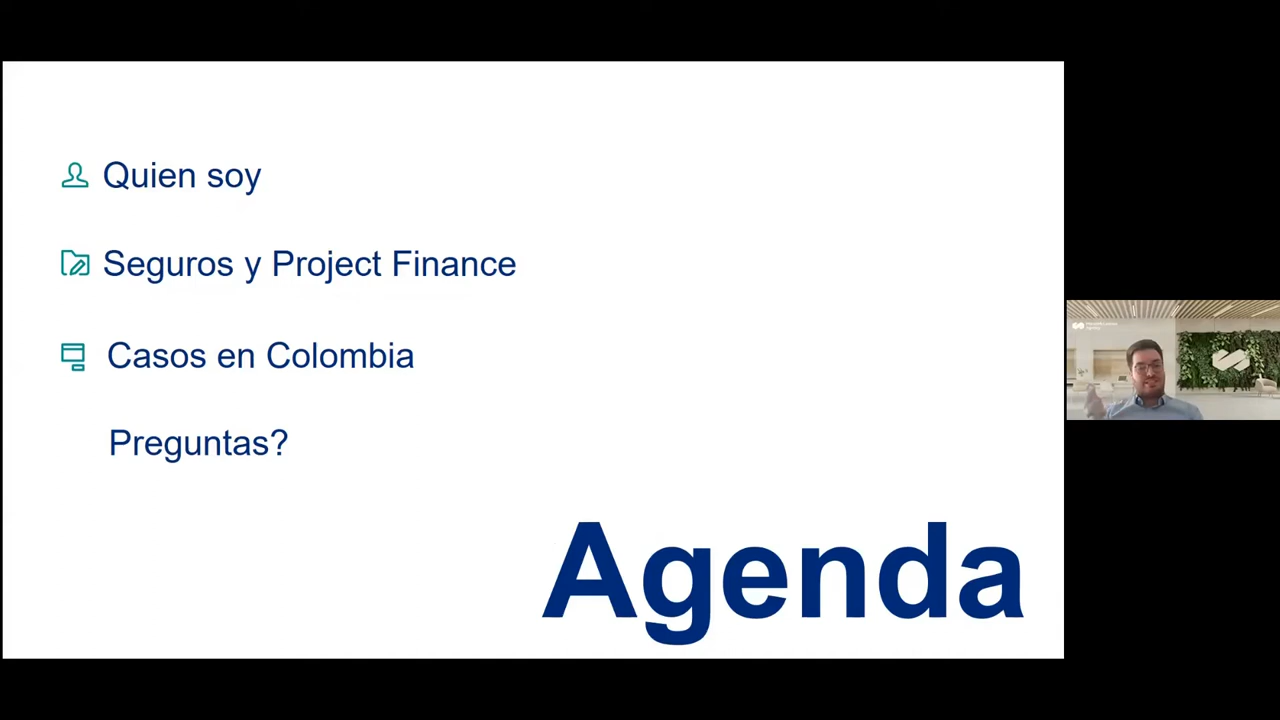 Quien soy
Seguros y Project Finance
Casos en Colombia
Preguntas?
Agenda